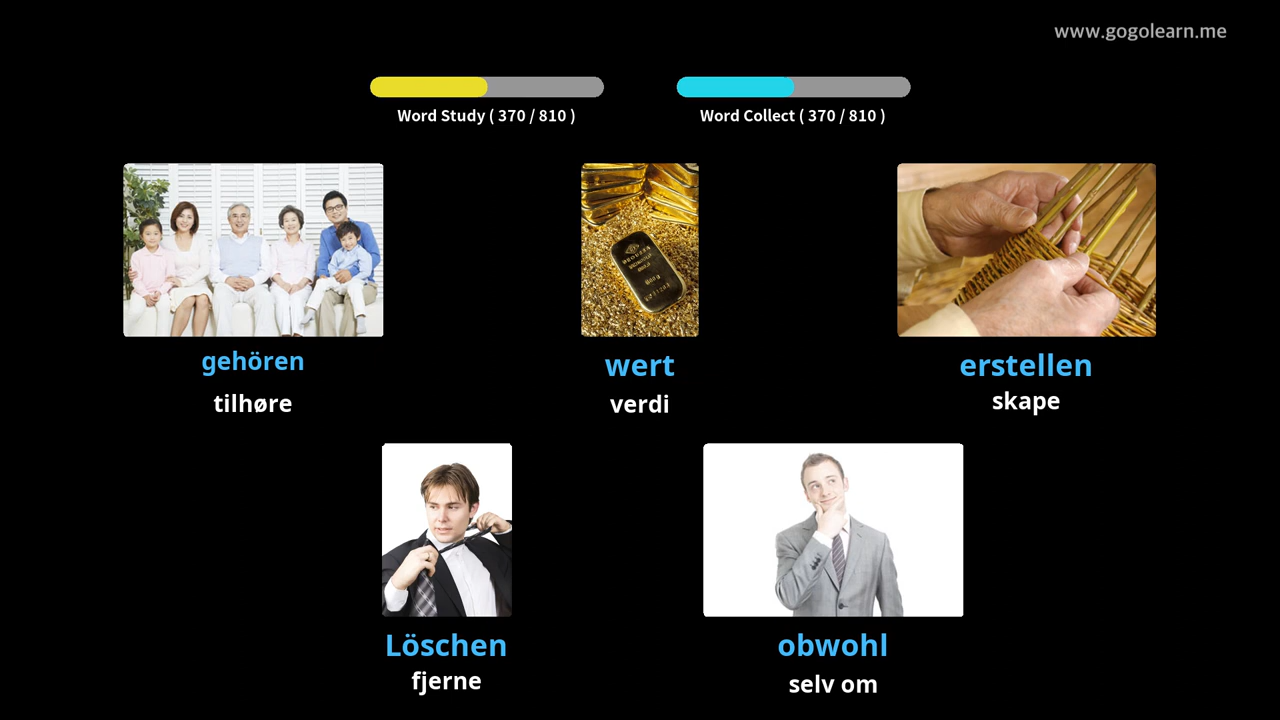 www.gogolearn.me
Word Study ( 370 / 810 )
Word Collect ( 370 / 810 )
gehören
tilhøre
wert
verdi
erstellen
skape
Löschen
fjerne
obwohl
selv om